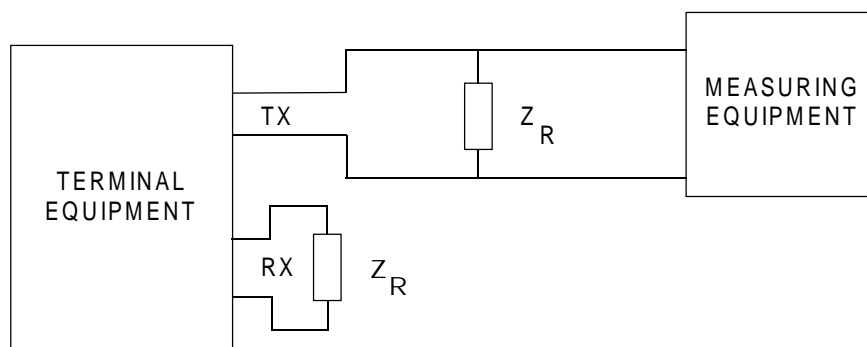 MEASURING
EQUIPMENT
TX
Z R
TERMINAL
EQUIPMENT
RX
Z R